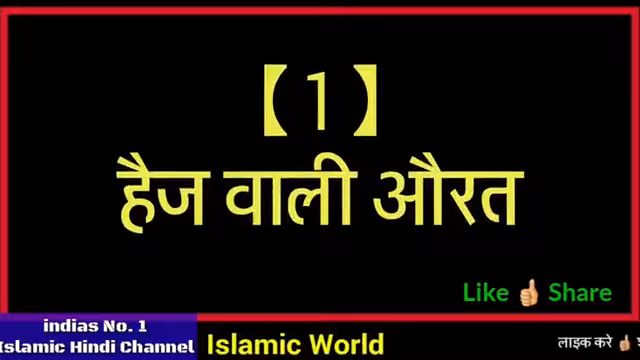 【1】
हैज वाली औरत
Like 👍 Share
indias No. 1
Islamic Hindi Channel
Islamic World
लाइक करे 👍